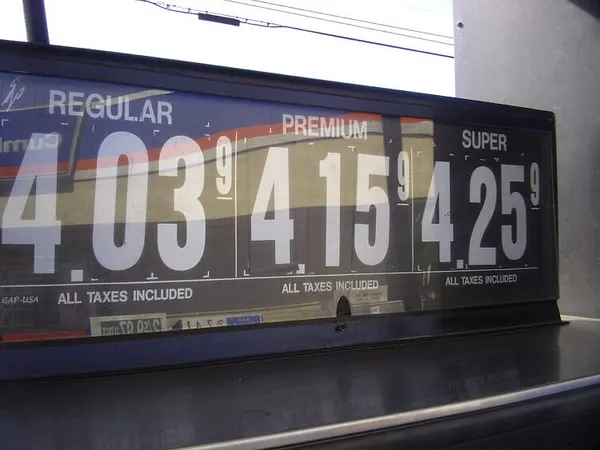 REGULAR
PREMIUM
SUPER
4.03 9
4.15 9
4.25 9
ALL TAXES INCLUDED
ALL TAXES INCLUDED
ALL TAXES INCLUDED
GAP-USA